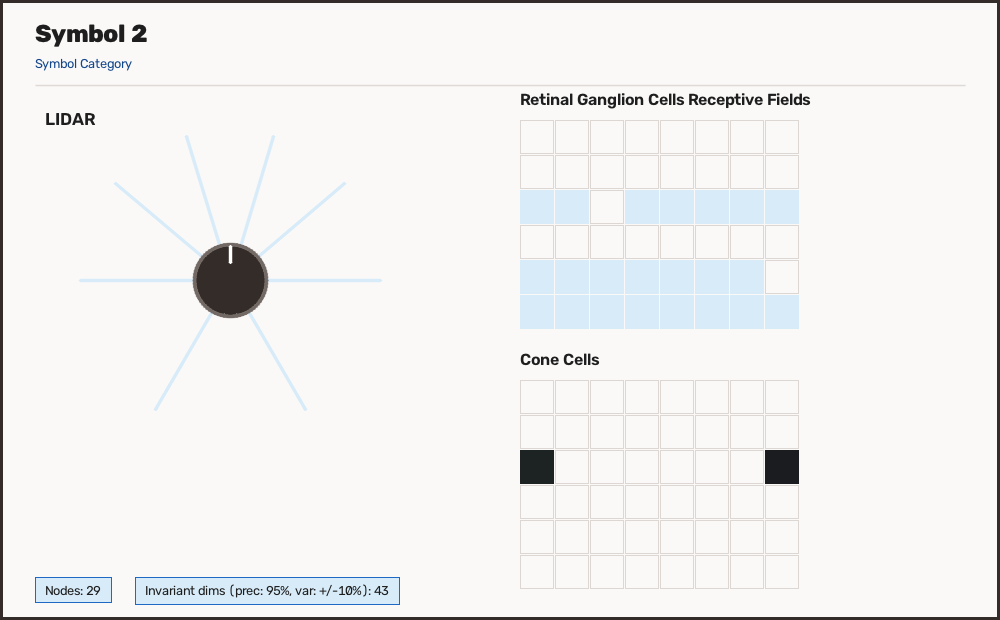 Symbol 2
Symbol Category
LIDAR
Retinal Ganglion Cells Receptive Fields
Cone Cells
Nodes: 29
Invariant dims (prec: 95%, var: +/-10%): 43